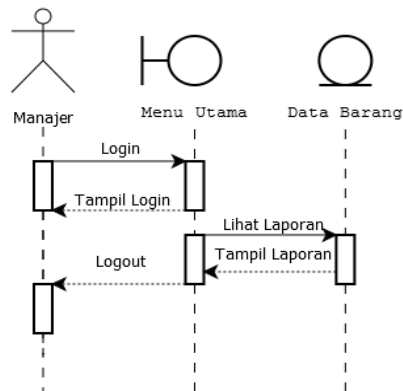 Manajer
Menu Utama
Data Barang
Login
Tampil Login
Lihat Laporan
Tampil Laporan
Logout